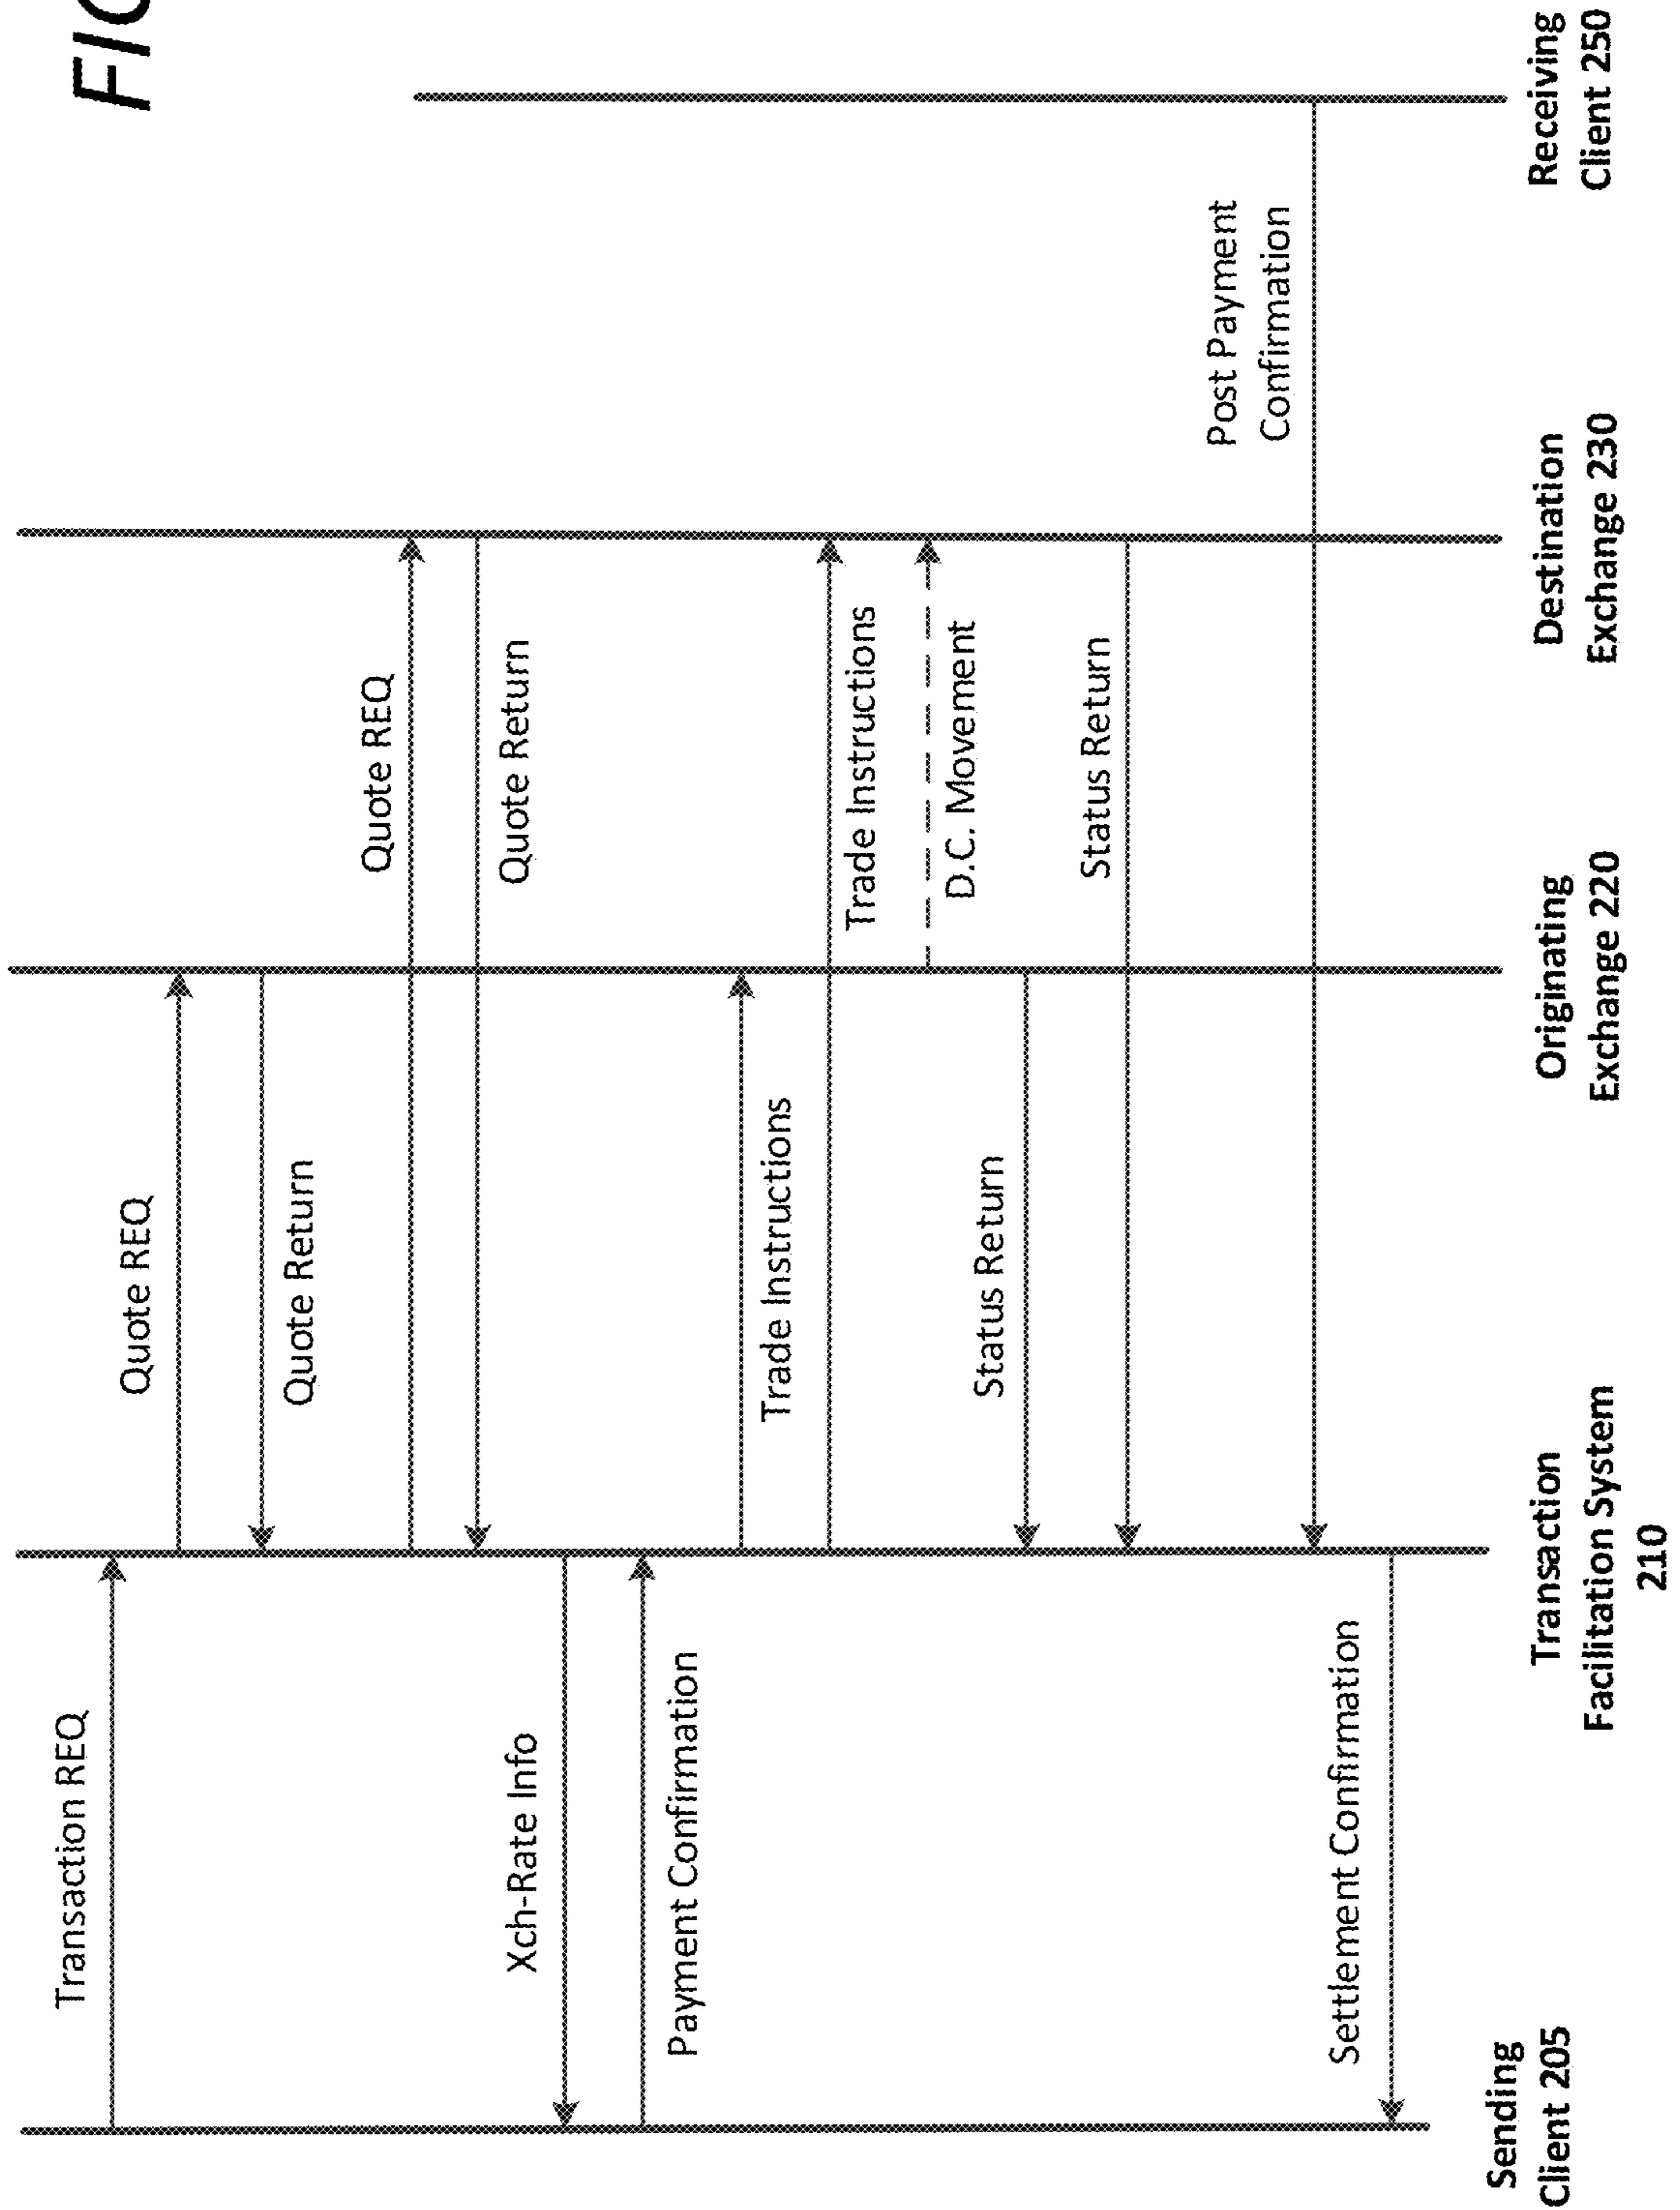 Transaction REQ
Quote REQ
Quote Return
Quote REQ
Quote Return
Xch-Rate Info
Payment Confirmation
Trade Instructions
Trade Instructions
D.C. Movement
Status Return
Status Return
Post Payment
Confirmation
Settlement Confirmation
Sending
Client 205
Transaction
Facilitation System
210
Originating
Exchange 220
Destination
Exchange 230
Receiving
Client 250